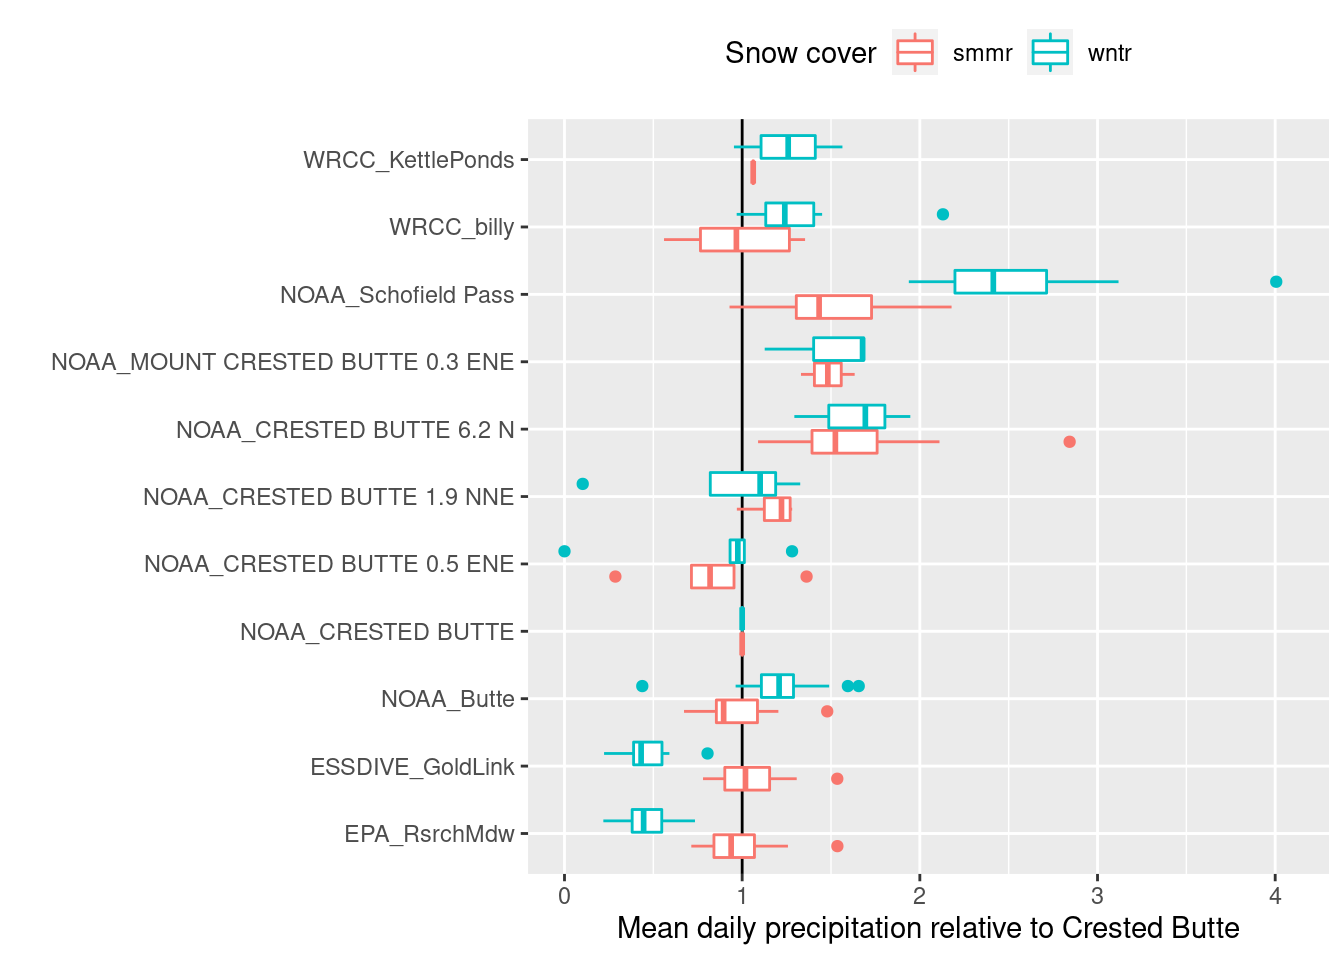 Snow cover smmr wntr
WRCC_KettlePonds
WRCC_billy
NOAA_Schofield Pass
NOAA_MOUNT CRESTED BUTTE 0.3 ENE
NOAA_CRESTED BUTTE 6.2 N
NOAA_CRESTED BUTTE 1.9 NNE
NOAA_CRESTED BUTTE 0.5 ENE
NOAA_CRESTED BUTTE
NOAA_Butte
ESSDIVE_GoldLink
EPA_RsrchMdw
0 1 2 3 4
Mean daily precipitation relative to Crested Butte